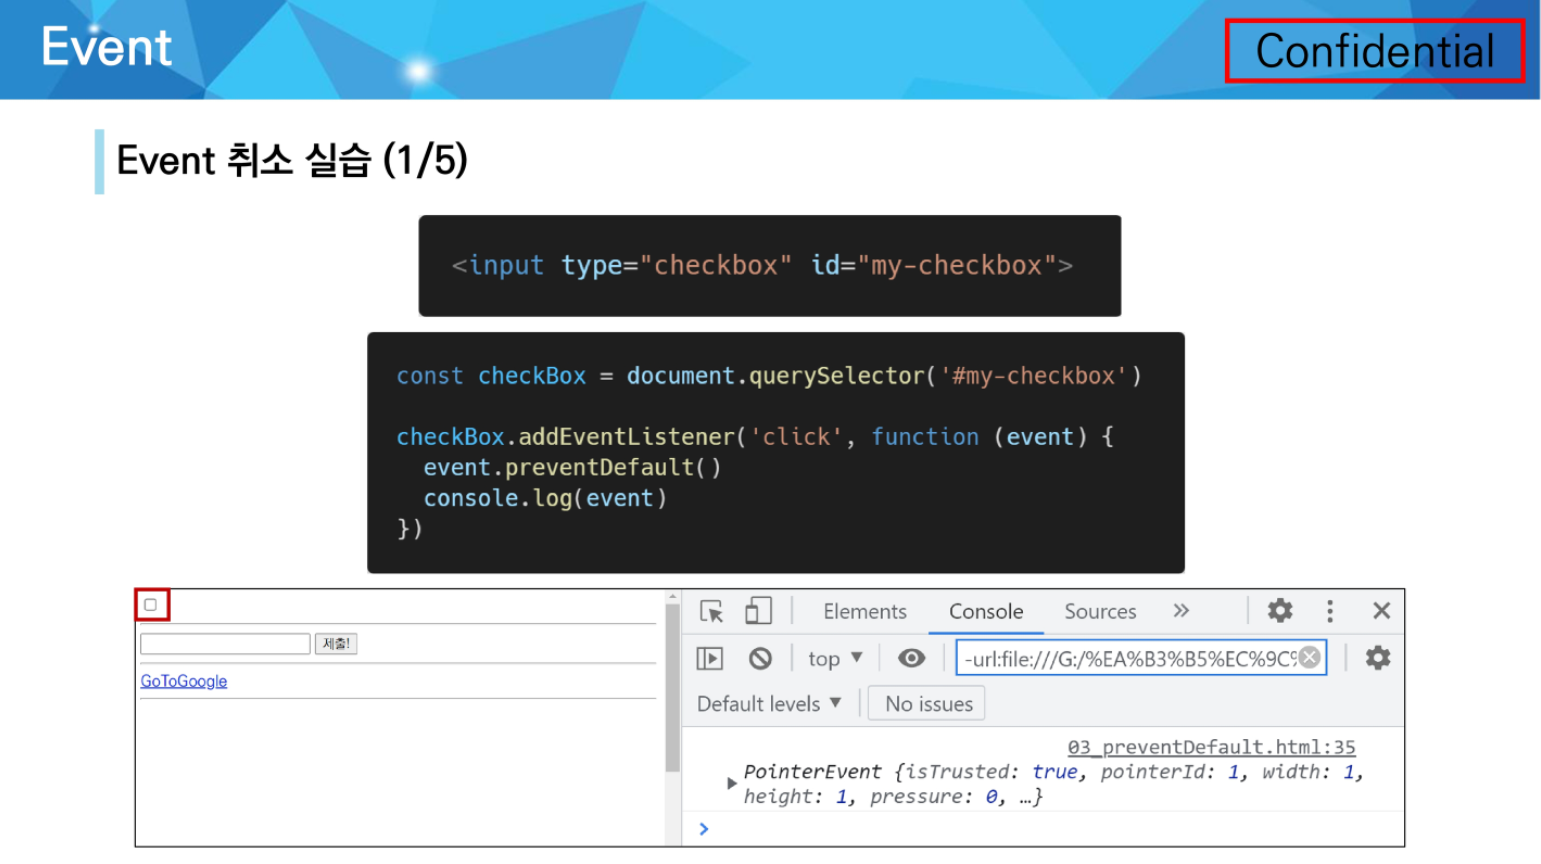 Event
Confidential
Event 취소 실습 (1/5)
<input type="checkbox" id="my-checkbox">
const checkBox = document.querySelector('#my-checkbox')
checkBox.addEventListener('click', function (event) {
  event.preventDefault()
  console.log(event)
})
제출!
GoToGoogle
Elements Console Sources »
top ▼ -url:file:///G:/%EA%B3%B5%EC%9C%
Default levels ▼ No issues
03_preventDefault.html:35
▶ PointerEvent {isTrusted: true, pointerId: 1, width: 1,
height: 1, pressure: 0, …}
>